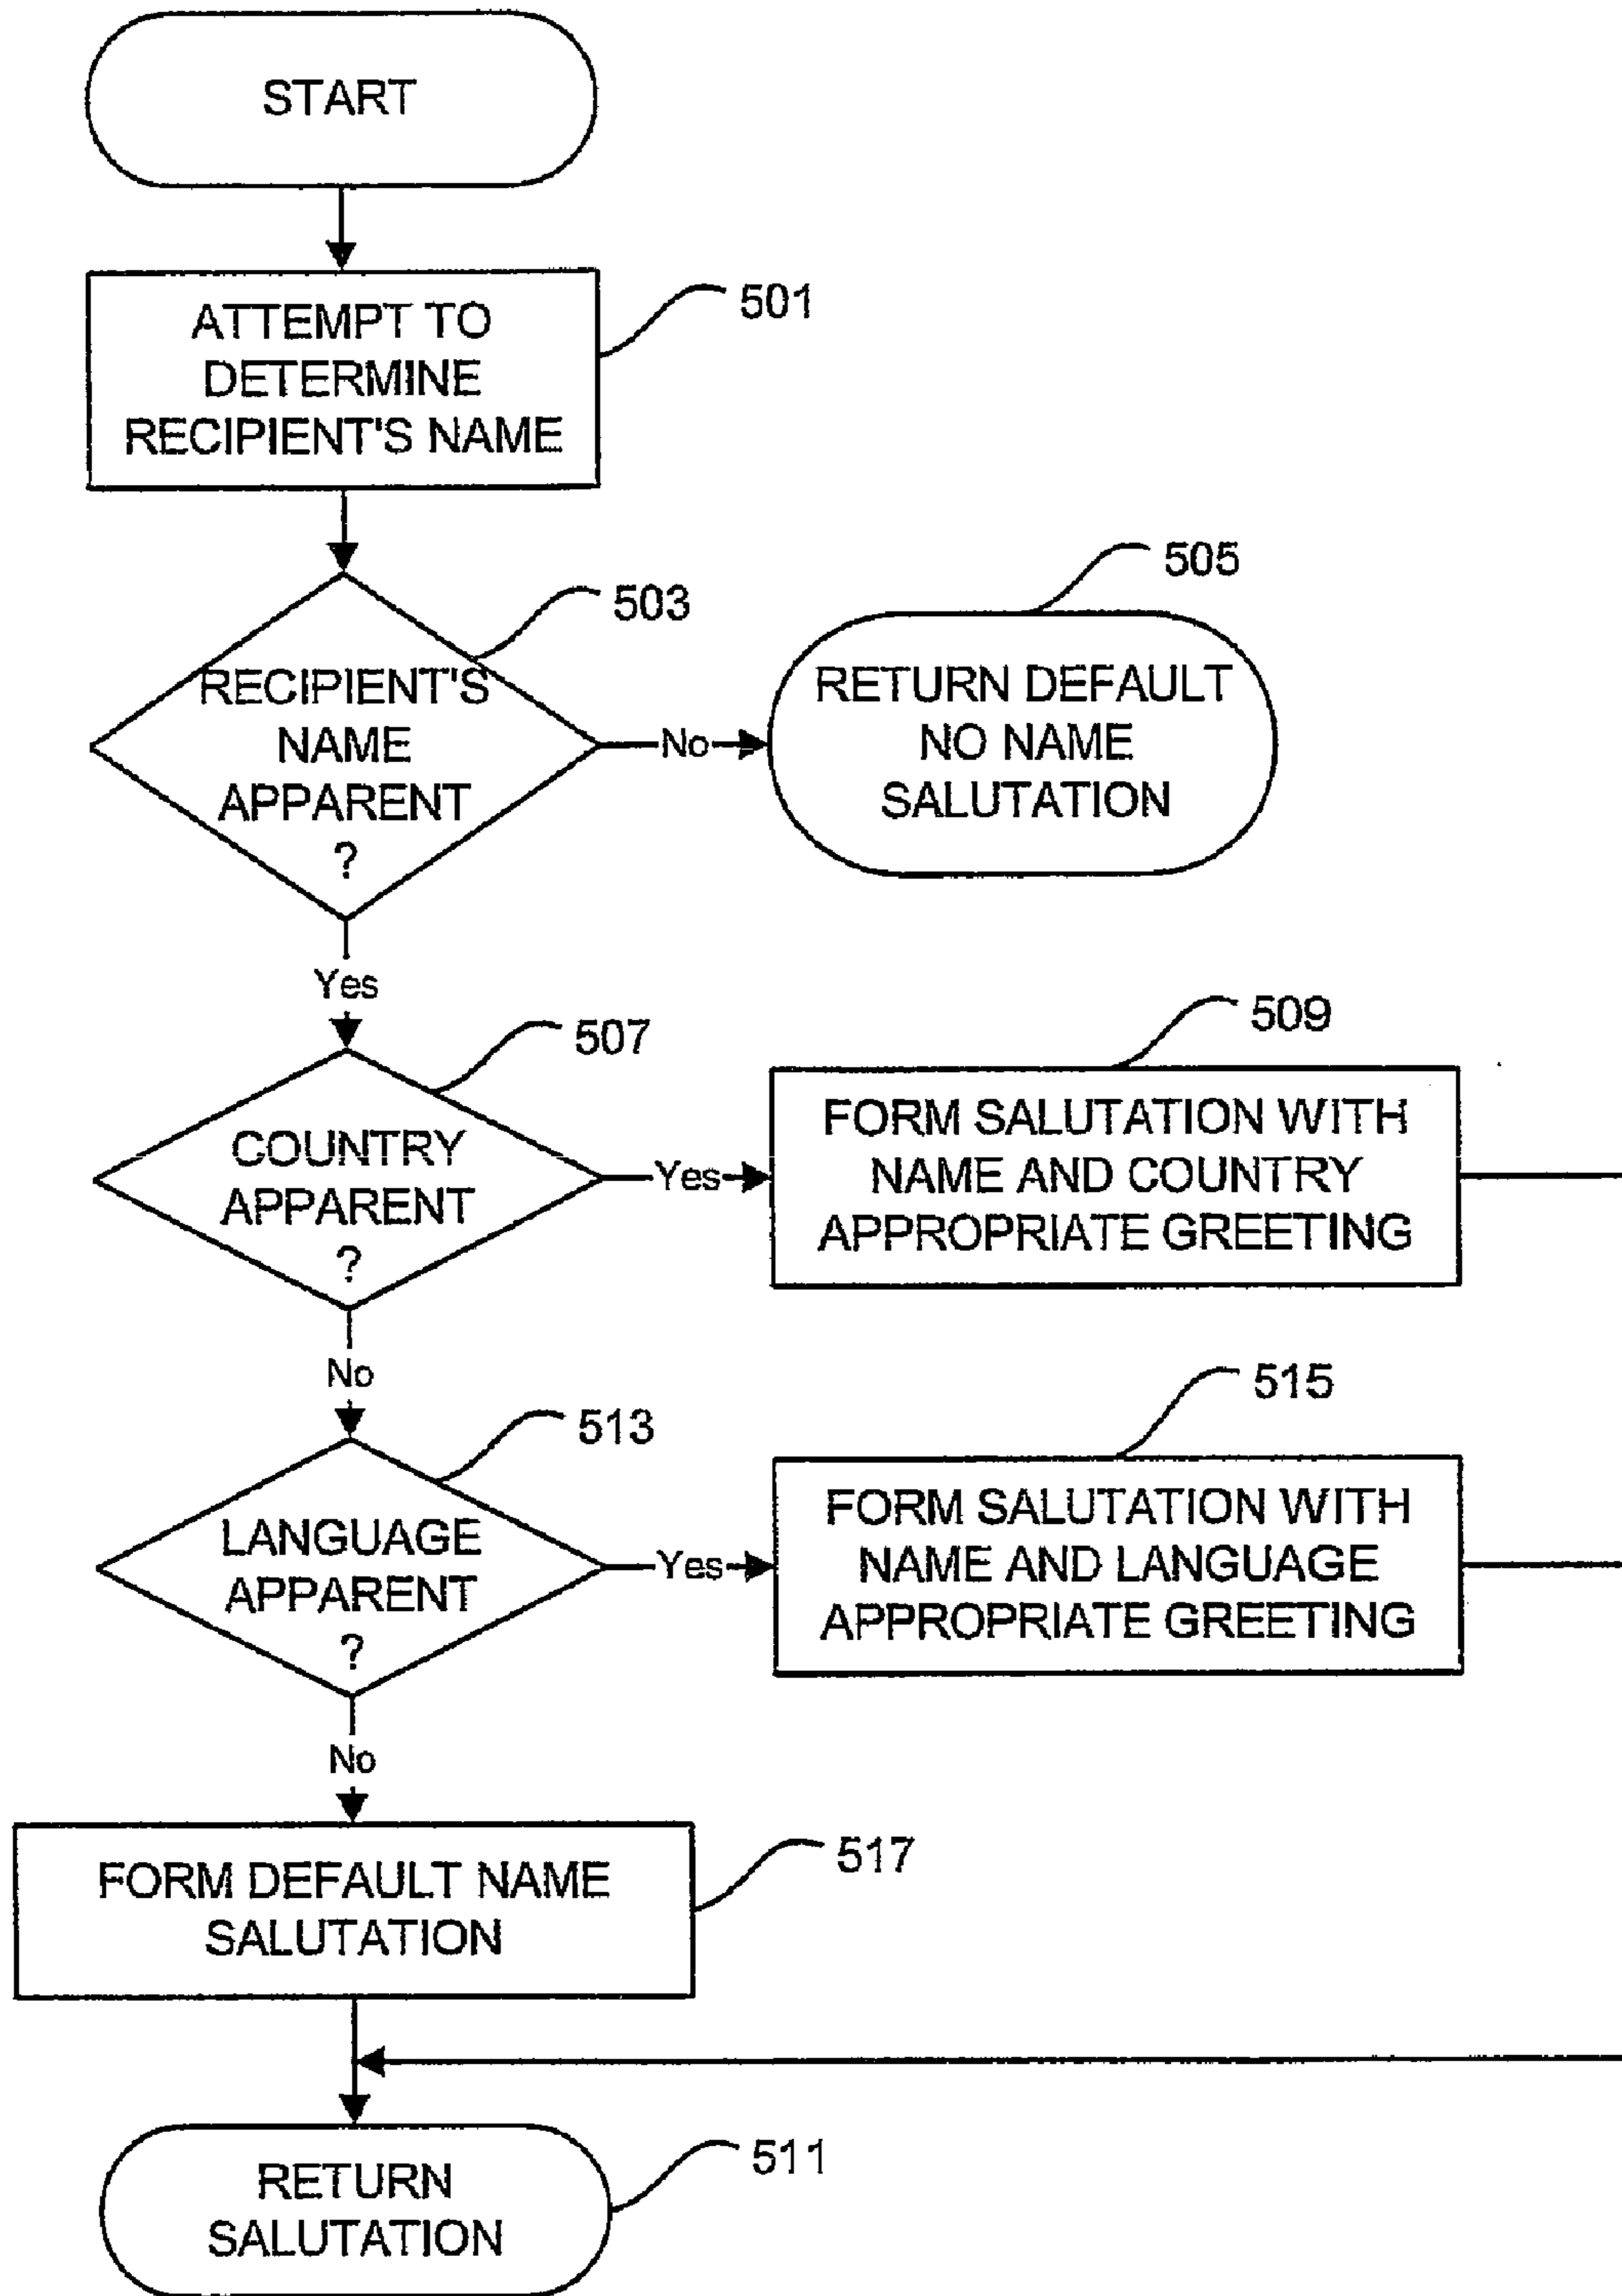 START
501
ATTEMPT TO
DETERMINE
RECIPIENT'S NAME
503
RECIPIENT'S
NAME
APPARENT
?
No
505
RETURN DEFAULT
NO NAME
SALUTATION
Yes
507
COUNTRY
APPARENT
?
Yes
509
FORM SALUTATION WITH
NAME AND COUNTRY
APPROPRIATE GREETING
No
513
LANGUAGE
APPARENT
?
Yes
515
FORM SALUTATION WITH
NAME AND LANGUAGE
APPROPRIATE GREETING
No
517
FORM DEFAULT NAME
SALUTATION
511
RETURN
SALUTATION